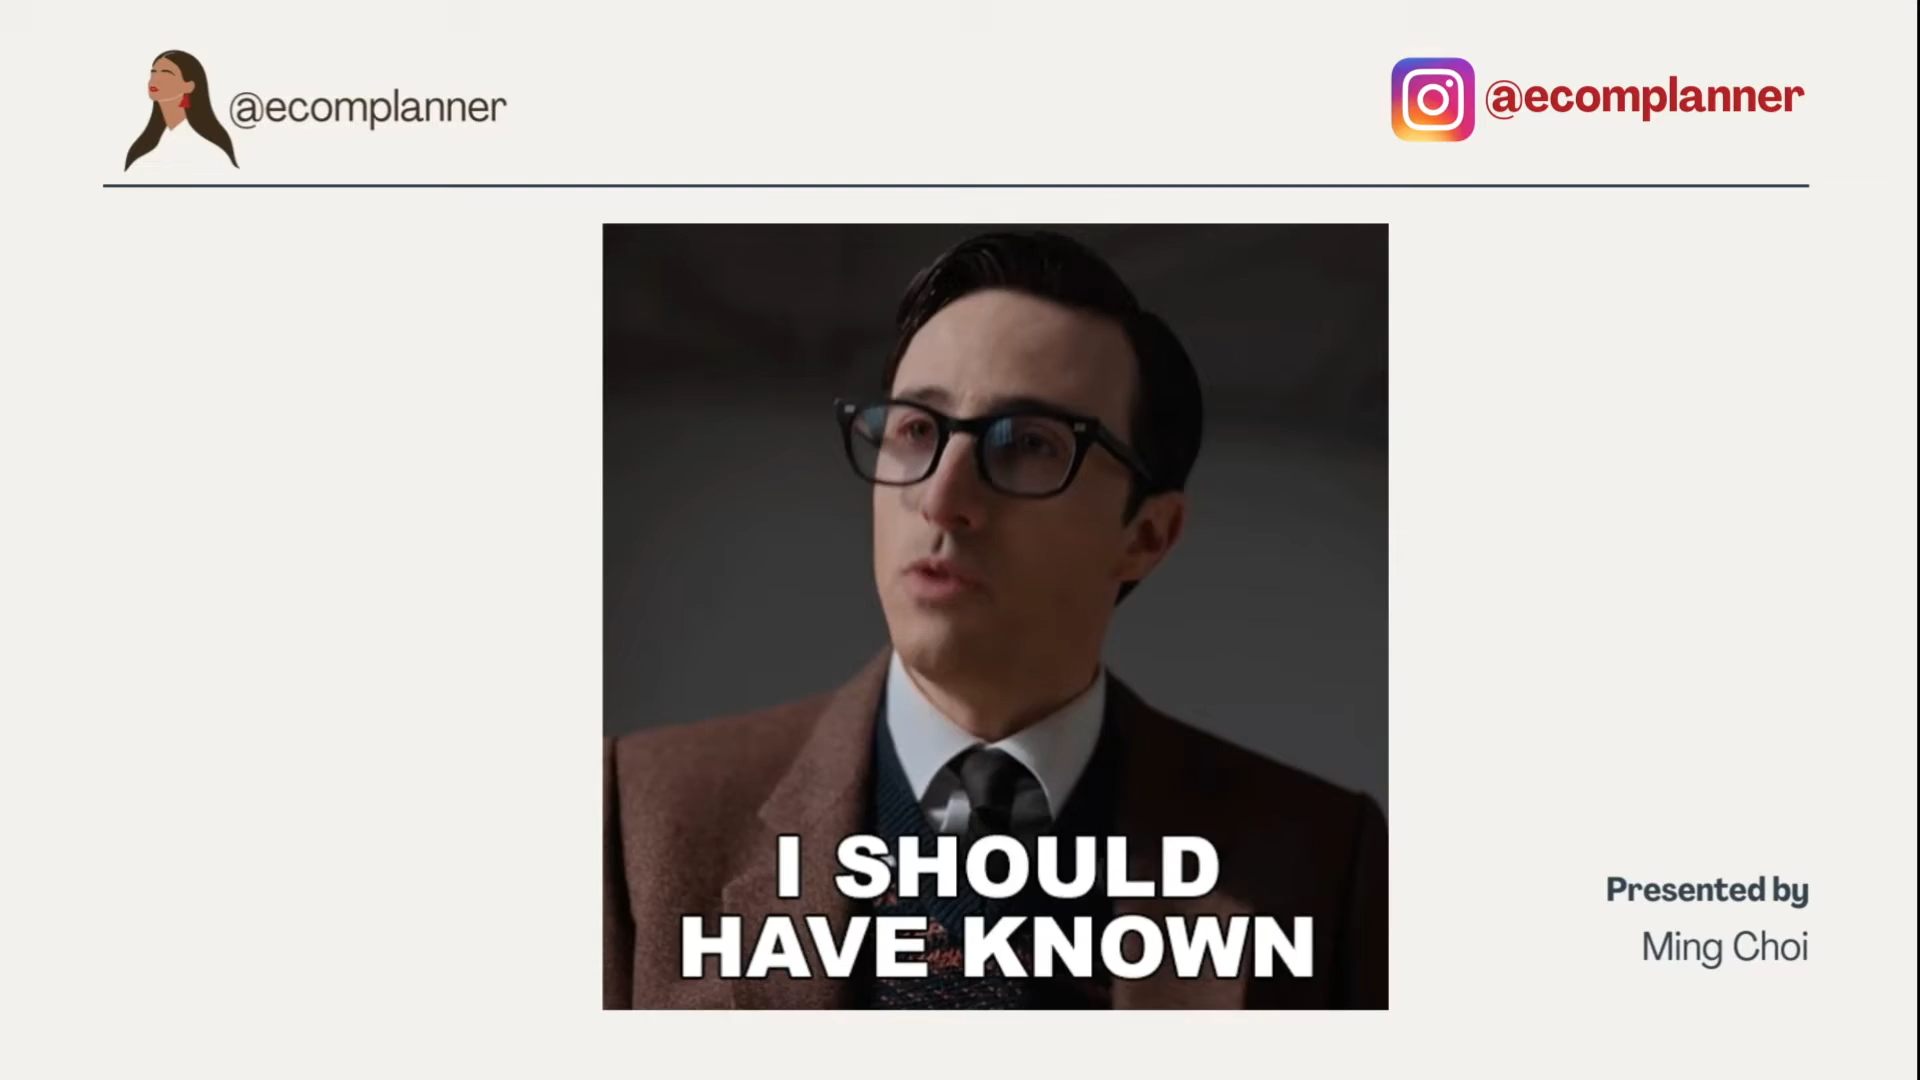 @ecomplanner
@ecomplanner
I SHOULD
HAVE KNOWN
Presented by
Ming Choi